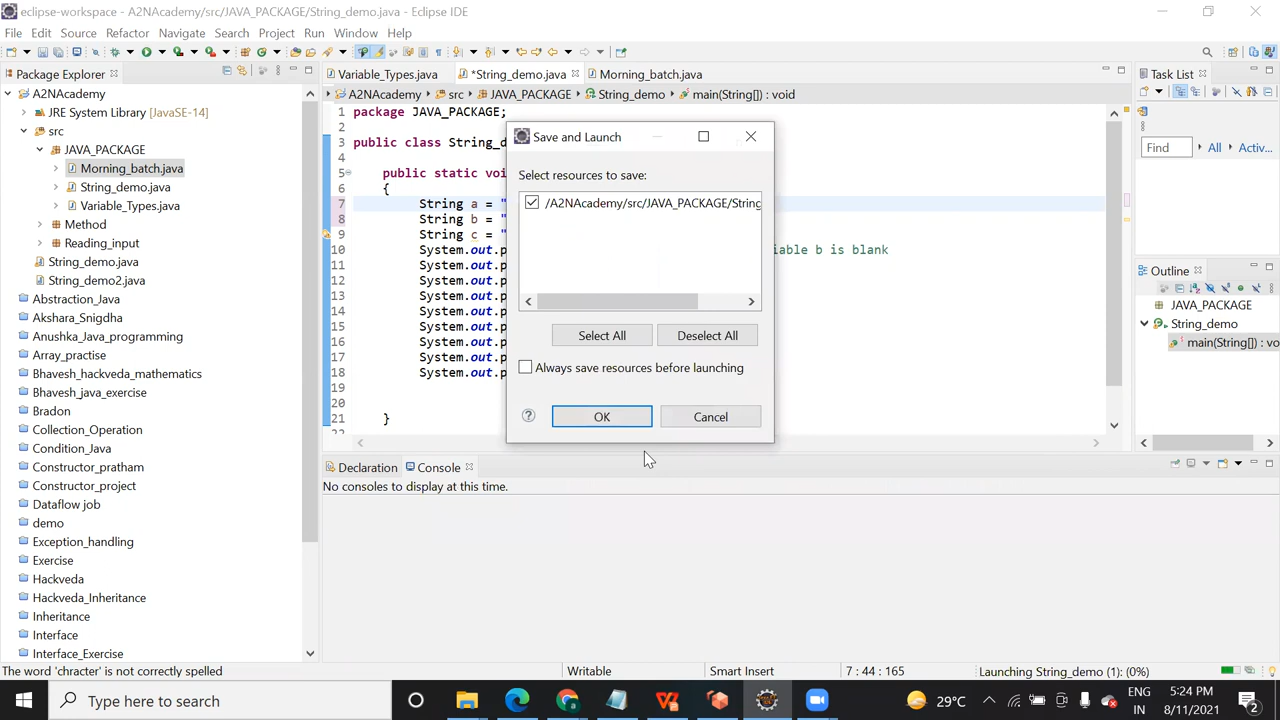 eclipse-workspace - A2NAcademy/src/JAVA_PACKAGE/String_demo.java - Eclipse IDE
File Edit Source Refactor Navigate Search Project Run Window Help
Package Explorer
A2NAcademy
JRE System Library [JavaSE-14]
src
JAVA_PACKAGE
Morning_batch.java
String_demo.java
Variable_Types.java
Method
Reading_input
String_demo.java
String_demo2.java
Abstraction_Java
Akshara_Snigdha
Anushka_Java_programming
Array_practise
Bhavesh_hackveda_mathematics
Bhavesh_java_exercise
Bradon
Collection_Operation
Condition_Java
Constructor_pratham
Constructor_project
Dataflow job
demo
Exception_handling
Exercise
Hackveda
Hackveda_Inheritance
Inheritance
Interface
Interface_Exercise
Variable_Types.java *String_demo.java Morning_batch.java
A2NAcademy src JAVA_PACKAGE String_demo main(String[]) : void
1 package JAVA_PACKAGE;
2
3 public class String_d
4
5 public static voi
6 {
7 String a = "
8 String b = "
9 String c = "
10 System.out.p iable b is blank
11 System.out.p
12 System.out.p
13 System.out.p
14 System.out.p
15 System.out.p
16 System.out.p
17 System.out.p
18 System.out.p
19
20
21 }
22
Save and Launch
Select resources to save:
/A2NAcademy/src/JAVA_PACKAGE/String
Select All Deselect All
Always save resources before launching
OK Cancel
Declaration Console
No consoles to display at this time.
Task List
Find All Activ...
Outline
JAVA_PACKAGE
String_demo
main(String[]) : vo
The word 'chracter' is not correctly spelled Writable Smart Insert 7 : 44 : 165 Launching String_demo (1): (0%)
Type here to search
29°C
ENG
IN
5:24 PM
8/11/2021
2